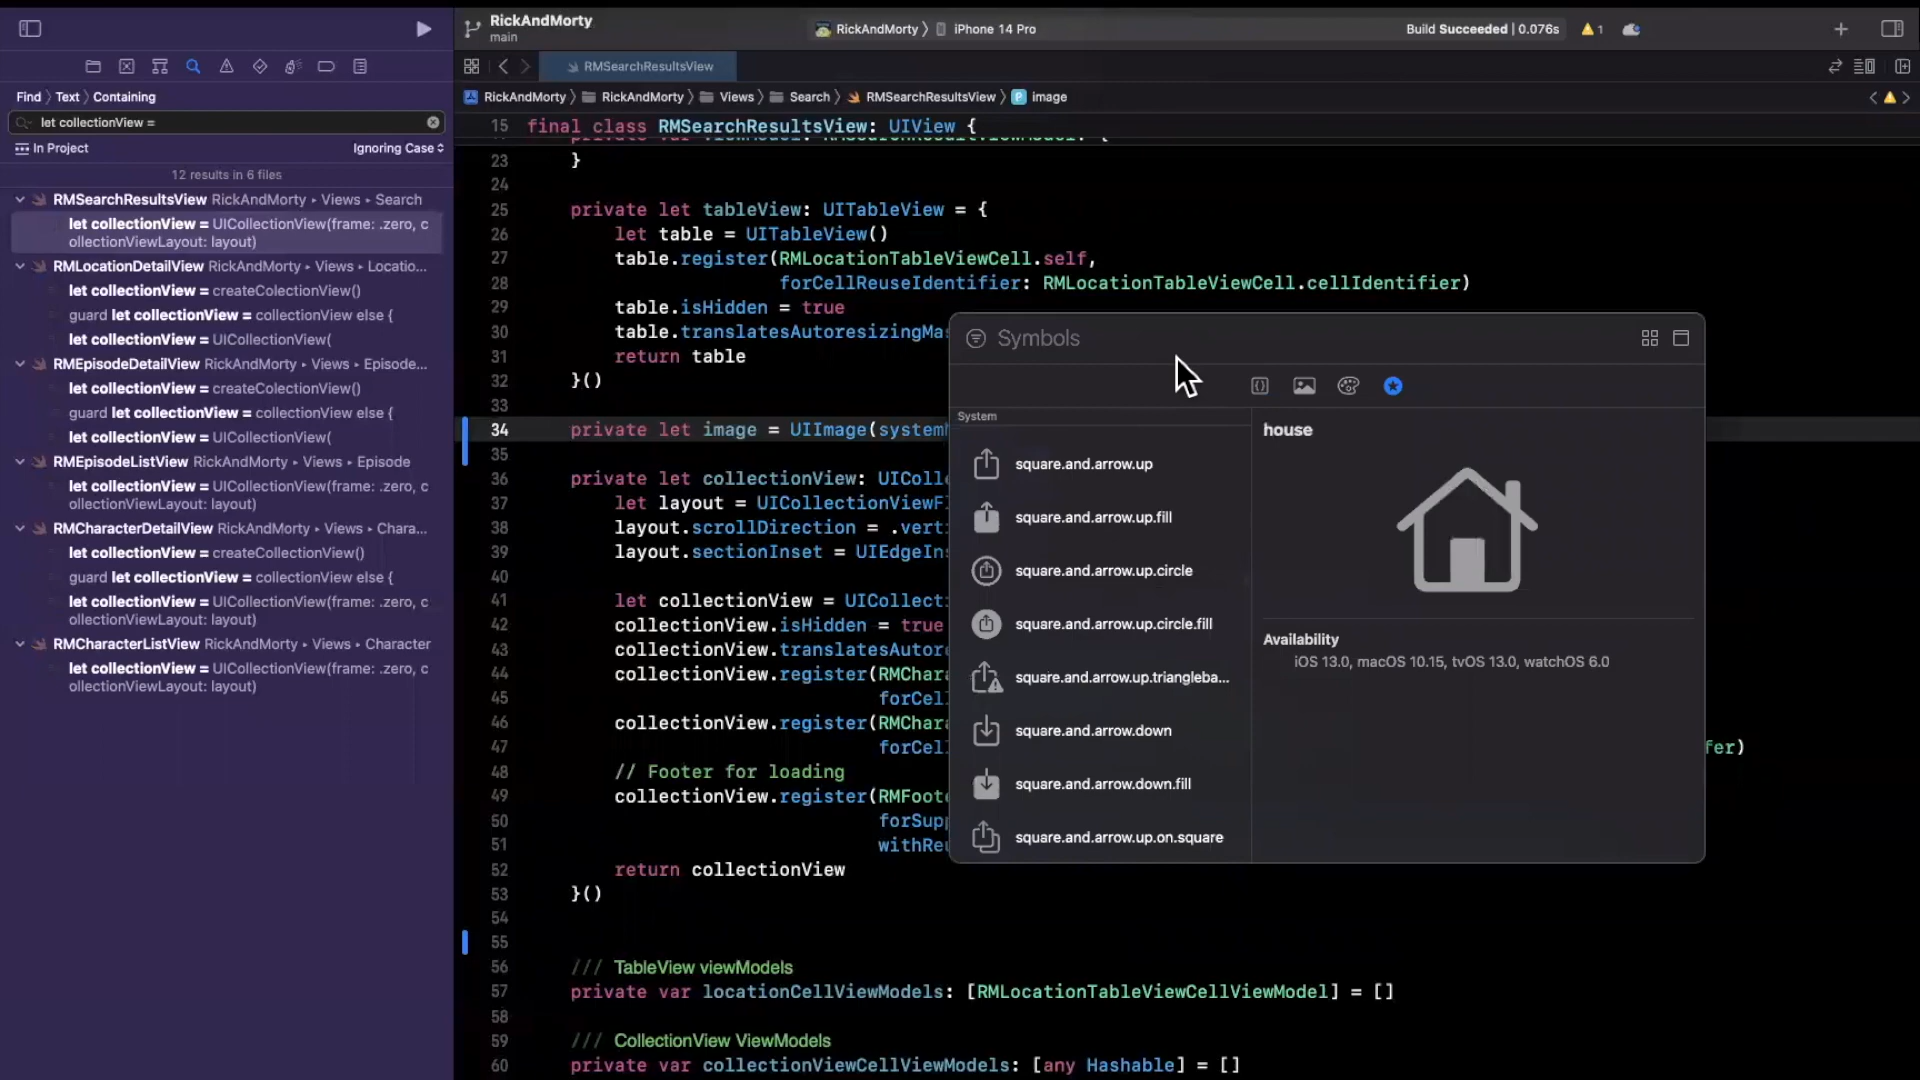 RickAndMorty
main
RickAndMorty 〉 iPhone 14 Pro
Build Succeeded | 0.076s
1
RMSearchResultsView
Find 〉 Text 〉 Containing
let collectionView =
In Project
Ignoring Case
12 results in 6 files
RMSearchResultsView RickAndMorty ▸ Views ▸ Search
let collectionView = UICollectionView(frame: .zero, c
ollectionViewLayout: layout)
RMLocationDetailView RickAndMorty ▸ Views ▸ Locatio...
let collectionView = createColectionView()
guard let collectionView = collectionView else {
let collectionView = UICollectionView(
RMEpisodeDetailView RickAndMorty ▸ Views ▸ Episode...
let collectionView = createColectionView()
guard let collectionView = collectionView else {
let collectionView = UICollectionView(
RMEpisodeListView RickAndMorty ▸ Views ▸ Episode
let collectionView = UICollectionView(frame: .zero, c
ollectionViewLayout: layout)
RMCharacterDetailView RickAndMorty ▸ Views ▸ Chara...
let collectionView = createCollectionView()
guard let collectionView = collectionView else {
let collectionView = UICollectionView(frame: .zero, c
ollectionViewLayout: layout)
RMCharacterListView RickAndMorty ▸ Views ▸ Character
let collectionView = UICollectionView(frame: .zero, c
ollectionViewLayout: layout)
RickAndMorty 〉 RickAndMorty 〉 Views 〉 Search 〉 RMSearchResultsView 〉 P image
15 final class RMSearchResultsView: UIView {
23 }
24
25 private let tableView: UITableView = {
26 let table = UITableView()
27 table.register(RMLocationTableViewCell.self,
28 forCellReuseIdentifier: RMLocationTableViewCell.cellIdentifier)
29 table.isHidden = true
30 table.translatesAutoresizingMas
31 return table
32 }()
33
34 private let image = UIImage(system
35
36 private let collectionView: UIColle
37 let layout = UICollectionViewF
38 layout.scrollDirection = .verti
39 layout.sectionInset = UIEdgeIns
40
41 let collectionView = UICollecti
42 collectionView.isHidden = true
43 collectionView.translatesAutore
44 collectionView.register(RMChara
45 forCel
46 collectionView.register(RMChara
47 forCel fer)
48 // Footer for loading
49 collectionView.register(RMFoote
50 forSup
51 withReu
52 return collectionView
53 }()
54
55
56 /// TableView viewModels
57 private var locationCellViewModels: [RMLocationTableViewCellViewModel] = []
58
59 /// CollectionView ViewModels
60 private var collectionViewCellViewModels: [any Hashable] = []
Symbols
System
square.and.arrow.up
square.and.arrow.up.fill
square.and.arrow.up.circle
square.and.arrow.up.circle.fill
square.and.arrow.up.triangleba...
square.and.arrow.down
square.and.arrow.down.fill
square.and.arrow.up.on.square
house
Availability
iOS 13.0, macOS 10.15, tvOS 13.0, watchOS 6.0